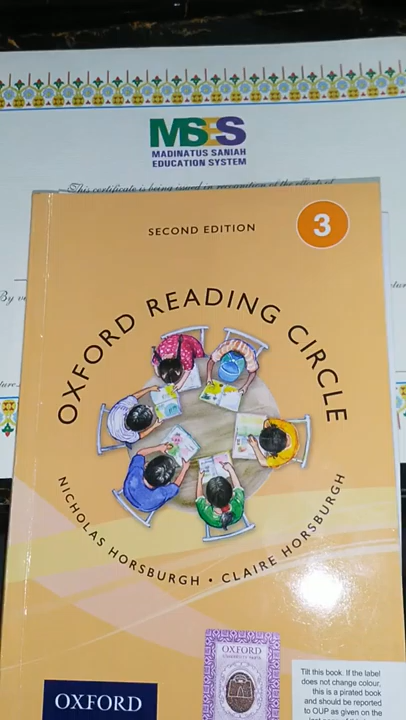 MSES
MADINATUS SANIAH
EDUCATION SYSTEM
This certificate is being issued in recognition of the efforts of
By
SECOND EDITION
3
OXFORD READING CIRCLE
NICHOLAS HORSBURGH • CLAIRE HORSBURGH
OXFORD
OXFORD
Tilt this book. If the label
does not change colour,
this is a pirated book
and should be reported
to OUP as given on the